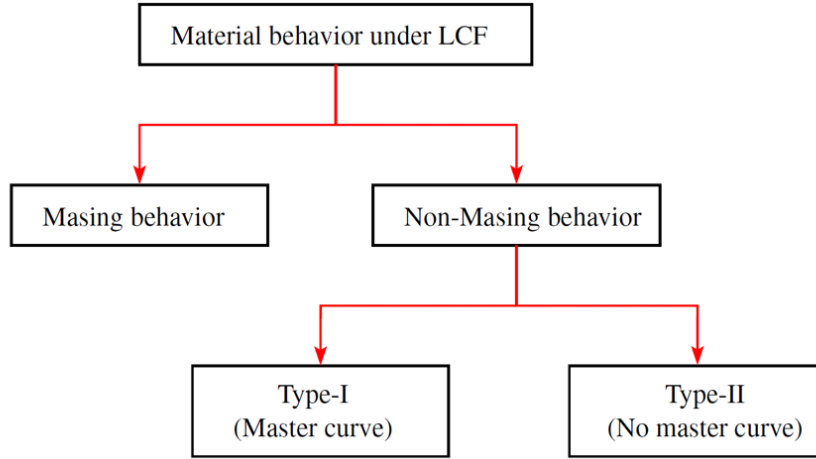 Material behavior under LCF
Masing behavior
Non-Masing behavior
Type-I
(Master curve)
Type-II
(No master curve)